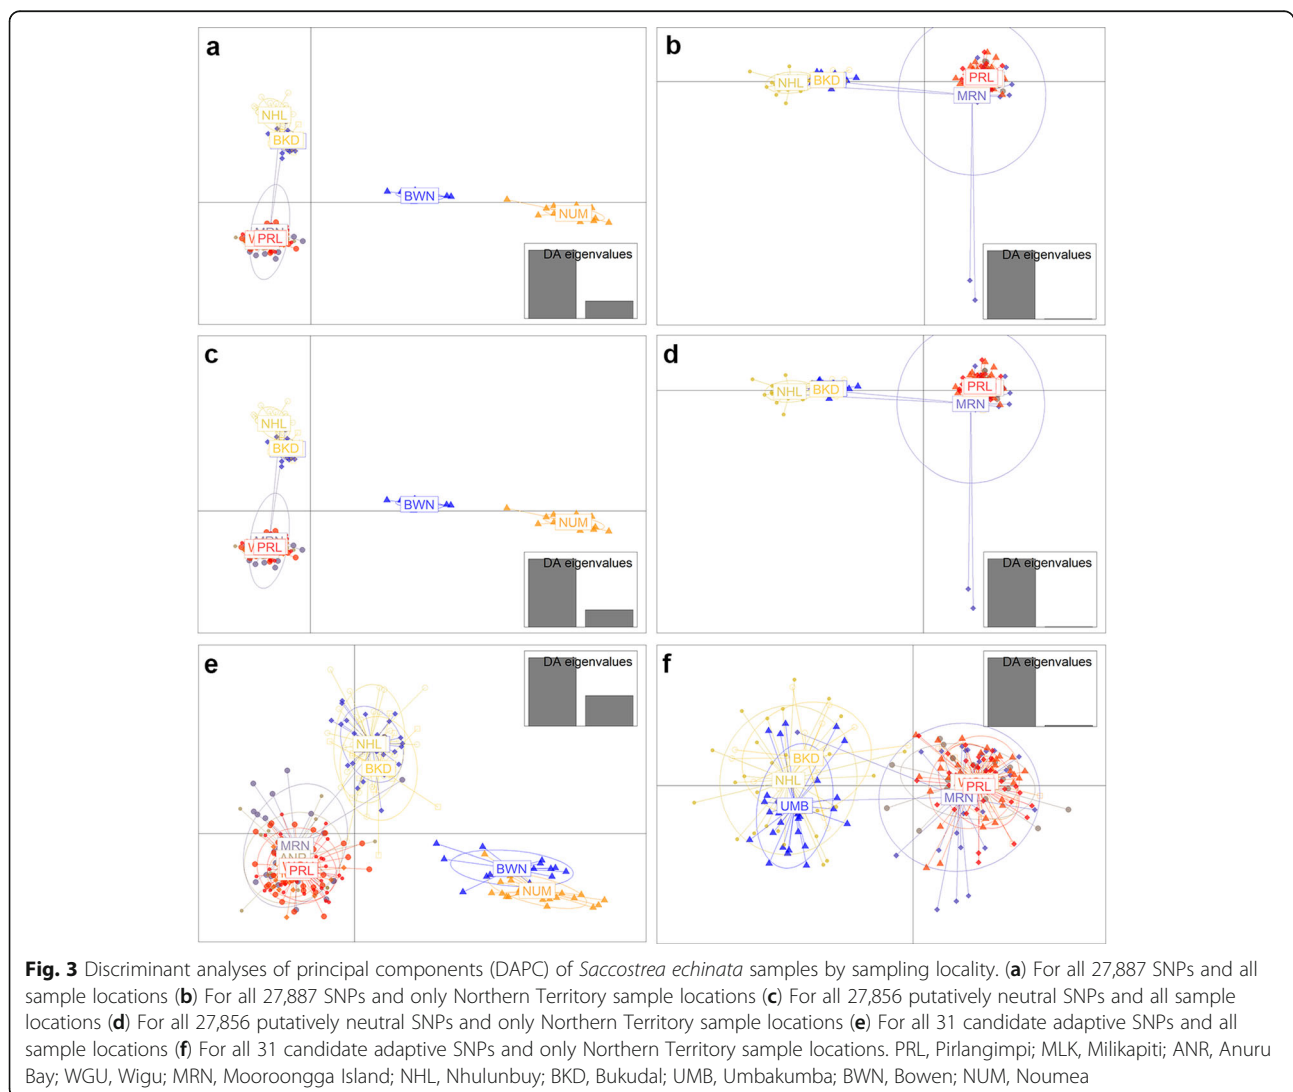 a
NHL
BKD
BWN
NUM
MRN
W
PRL
DA eigenvalues
b
NHL
BKD
PRL
MRN
DA eigenvalues
c
NHL
BKD
BWN
NUM
MRN
W
PRL
DA eigenvalues
d
NHL
BKD
PRL
MRN
DA eigenvalues
e
DA eigenvalues
NHL
BKD
MRN
ANR
PRL
BWN
NUM
f
DA eigenvalues
BKD
NHL
UMB
PRL
MRN
Fig. 3 Discriminant analyses of principal components (DAPC) of Saccostrea echinata samples by sampling locality. (a) For all 27,887 SNPs and all
sample locations (b) For all 27,887 SNPs and only Northern Territory sample locations (c) For all 27,856 putatively neutral SNPs and all sample
locations (d) For all 27,856 putatively neutral SNPs and only Northern Territory sample locations (e) For all 31 candidate adaptive SNPs and all
sample locations (f) For all 31 candidate adaptive SNPs and only Northern Territory sample locations. PRL, Pirlangimpi; MLK, Milikapiti; ANR, Anuru
Bay; WGU, Wigu; MRN, Mooroongga Island; NHL, Nhulunbuy; BKD, Bukudal; UMB, Umbakumba; BWN, Bowen; NUM, Noumea